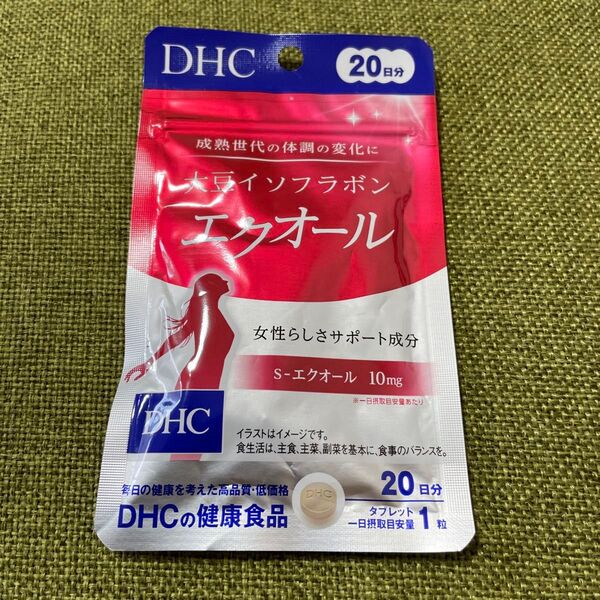 DHC
20日分
成熟世代の体調の変化に
大豆イソフラボン
エクオール
女性らしさサポート成分
S-エクオール 10mg
※一日摂取目安量あたり
DHC
イラストはイメージです。
食生活は、主食、主菜、副菜を基本に、食事のバランスを。
毎日の健康を考えた高品質・低価格
DHCの健康食品
DHC
20日分
タブレット
一日摂取目安量 1粒